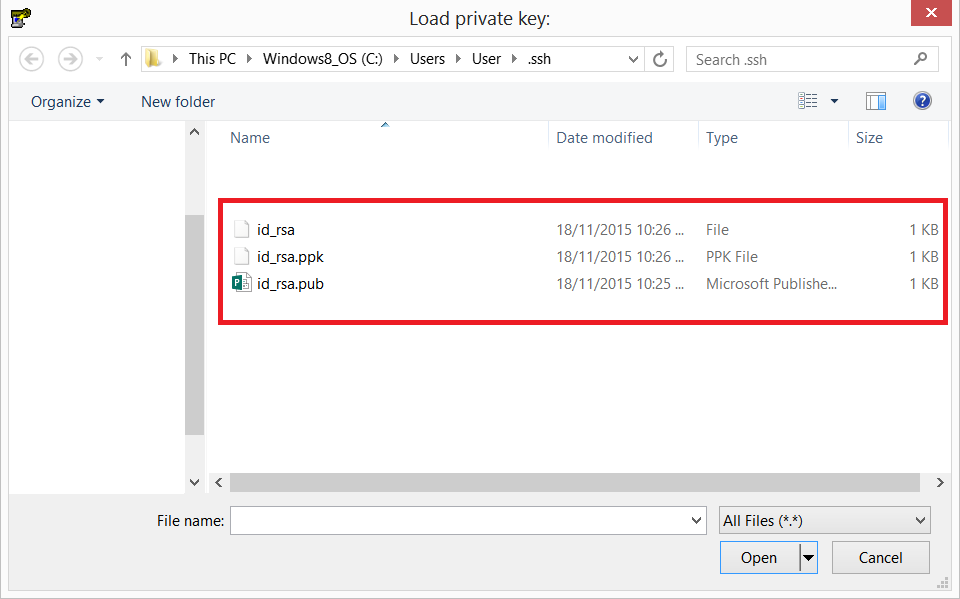 Load private key:
This PC Windows8_OS (C:) Users User .ssh Search .ssh
Organize New folder ?
Name Date modified Type Size
id_rsa 18/11/2015 10:26 ... File 1 KB
id_rsa.ppk 18/11/2015 10:26 ... PPK File 1 KB
id_rsa.pub 18/11/2015 10:25 ... Microsoft Publishe... 1 KB
File name: All Files (*.*)
Open Cancel